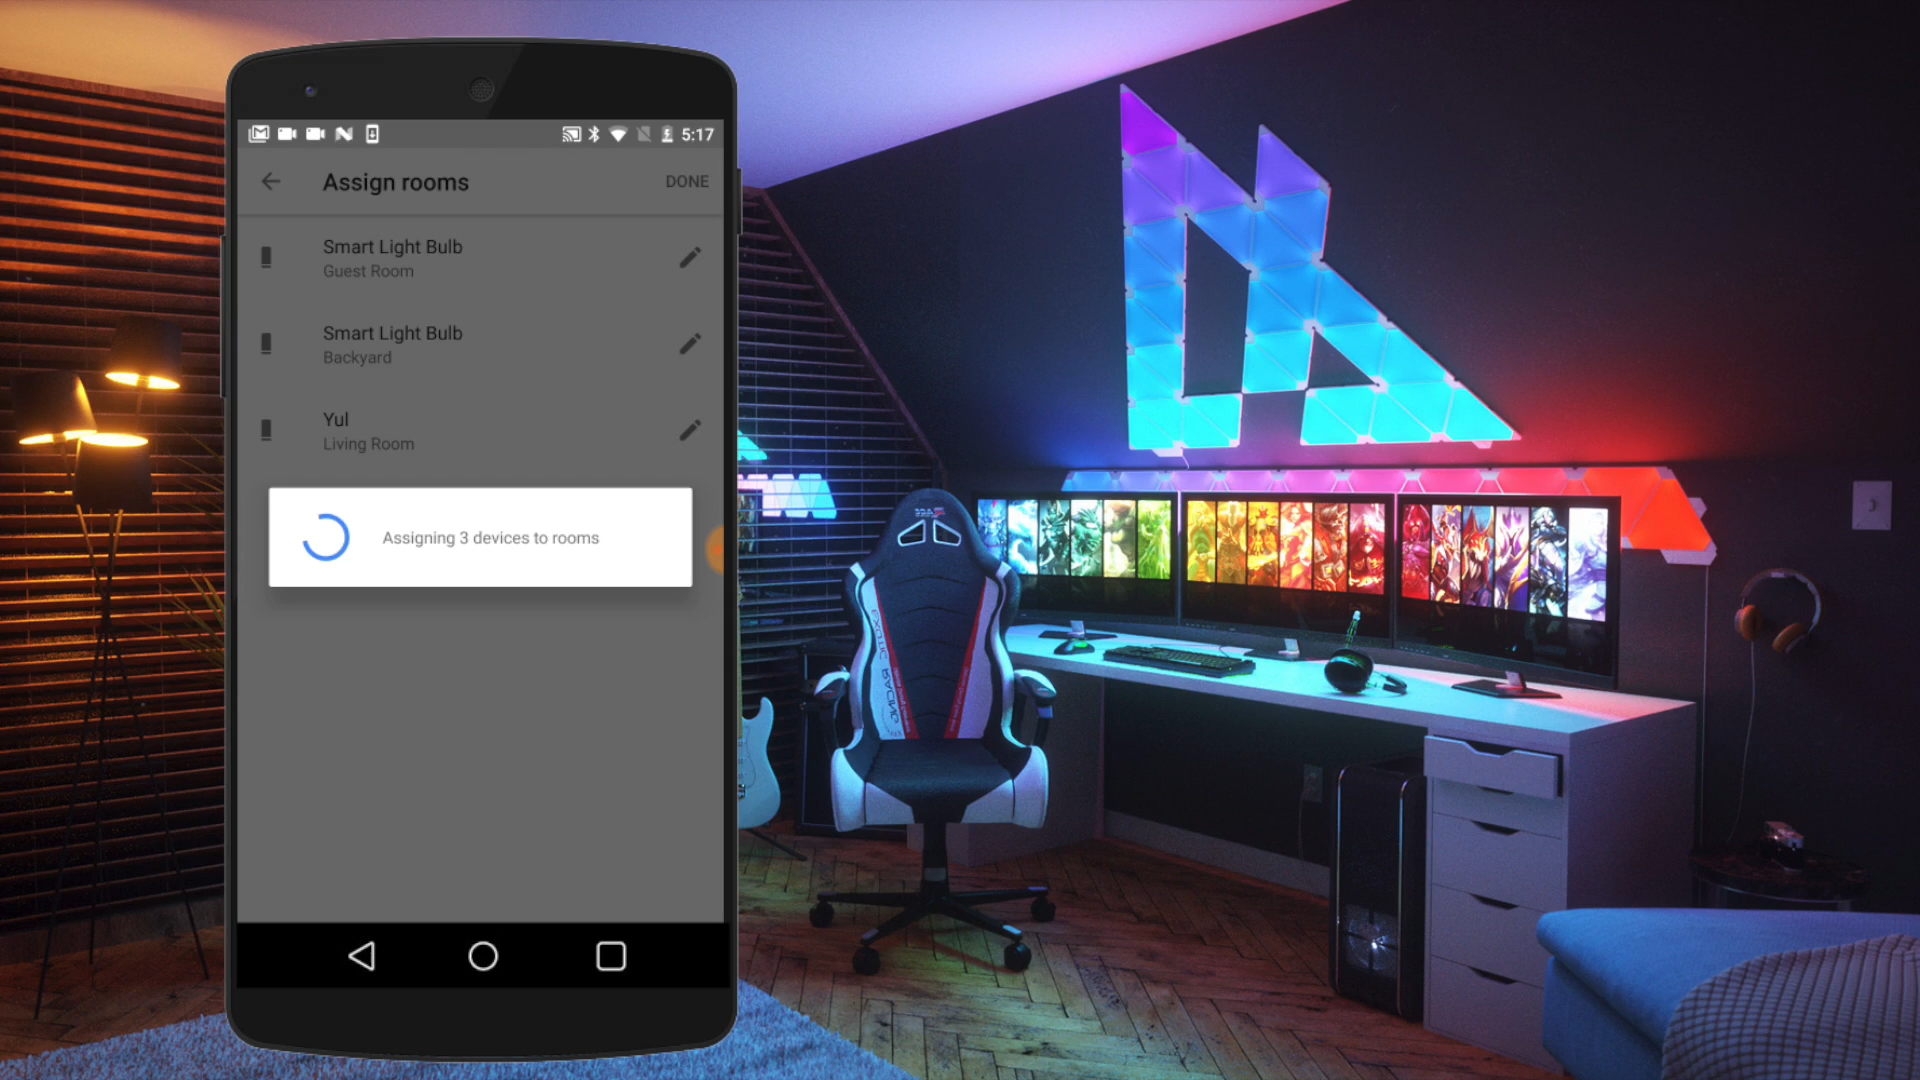 5:17
Assign rooms
DONE
Smart Light Bulb
Guest Room
Smart Light Bulb
Backyard
Yul
Living Room
Assigning 3 devices to rooms
RACING